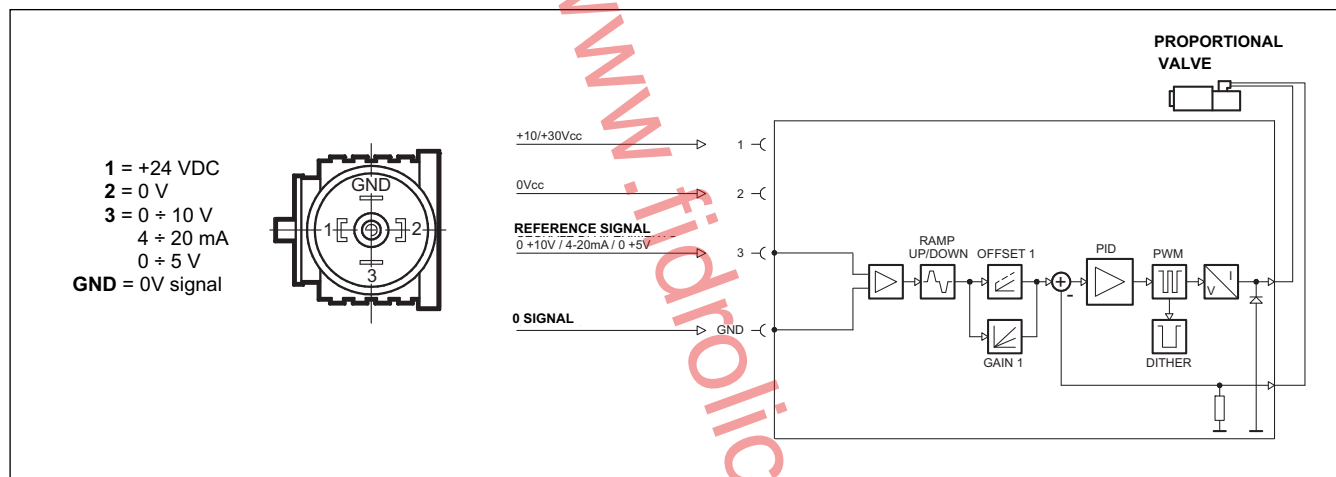 PROPORTIONAL
VALVE
1 = +24 VDC
2 = 0 V
3 = 0 ÷ 10 V
4 ÷ 20 mA
0 ÷ 5 V
GND = 0V signal
GND
1
2
3
+10/+30Vcc
1
0Vcc
2
REFERENCE SIGNAL
0 +10V / 4-20mA / 0 +5V
3
0 SIGNAL
GND
RAMP
UP/DOWN
OFFSET 1
GAIN 1
+
-
PID
PWM
DITHER
V
I
www.fidrolic